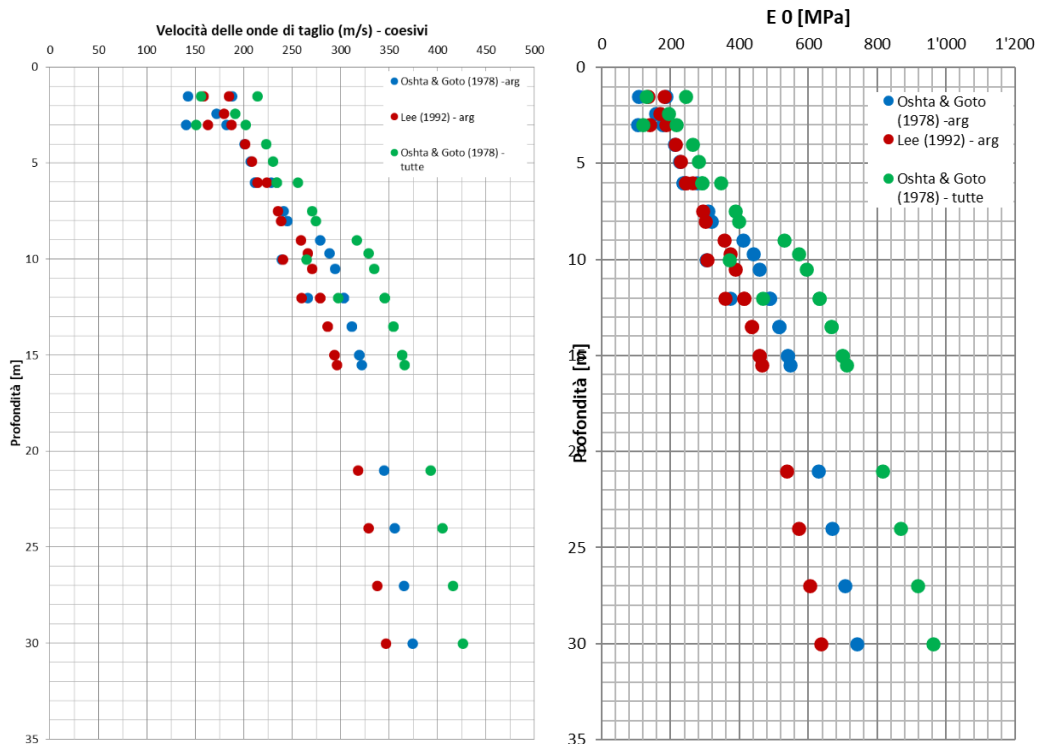 Velocità delle onde di taglio (m/s) - coesivi
0 50 100 150 200 250 300 350 400 450 500
0
5
10
15
20
25
30
35
Profondità [m]
Oshta & Goto (1978) -arg
Lee (1992) - arg
Oshta & Goto (1978) -
tutte
E 0 [MPa]
0 200 400 600 800 1'000 1'200
0
5
10
15
20
25
30
35
Profondità [m]
Oshta & Goto
(1978) -arg
Lee (1992) - arg
Oshta & Goto
(1978) - tutte